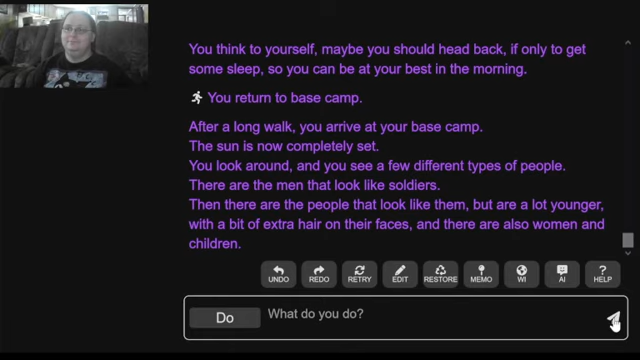 You think to yourself, maybe you should head back, if only to get
some sleep, so you can be at your best in the morning.
You return to base camp.
After a long walk, you arrive at your base camp.
The sun is now completely set.
You look around, and you see a few different types of people.
There are the men that look like soldiers.
Then there are the people that look like them, but are a lot younger,
with a bit of extra hair on their faces, and there are also women and
children.
UNDO REDO RETRY EDIT RESTORE MEMO WI AI HELP
Do What do you do?